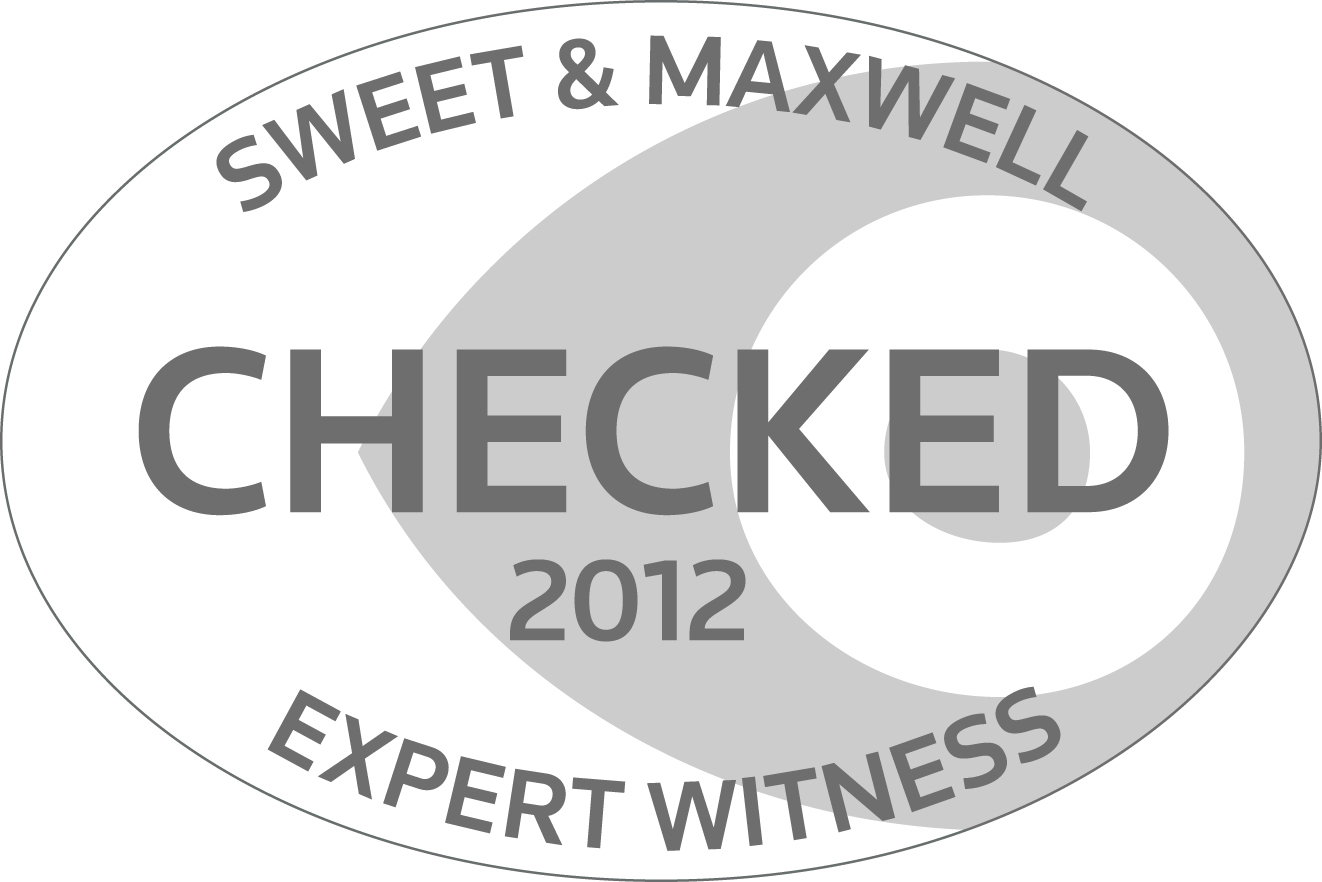 SWEET & MAXWELL
CHECKED
2012
EXPERT WITNESS